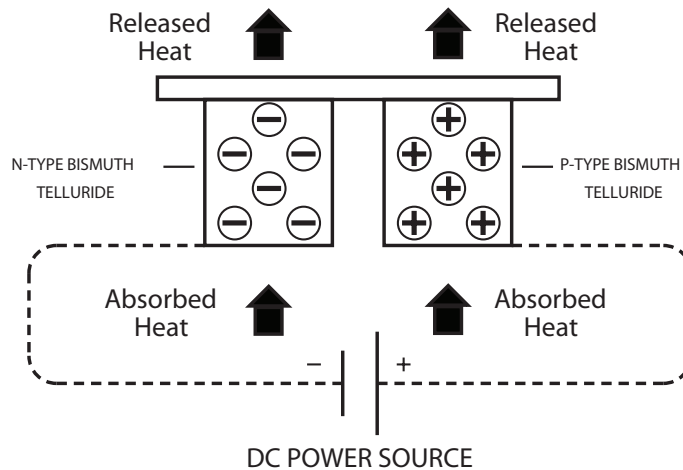 Released
Heat
Released
Heat
N-TYPE BISMUTH
TELLURIDE
P-TYPE BISMUTH
TELLURIDE
Absorbed
Heat
Absorbed
Heat
− +
DC POWER SOURCE